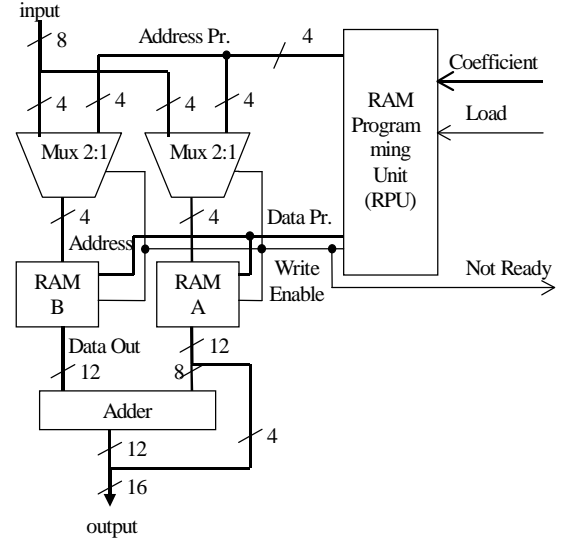 input
8
Address Pr.
4
4
4
4
4
Mux 2:1
Mux 2:1
RAM
Program
ming
Unit
(RPU)
Coefficient
Load
4
4
Data Pr.
Address
RAM
B
RAM
A
Write
Enable
Not Ready
Data Out
12
12
8
Adder
12
4
16
output